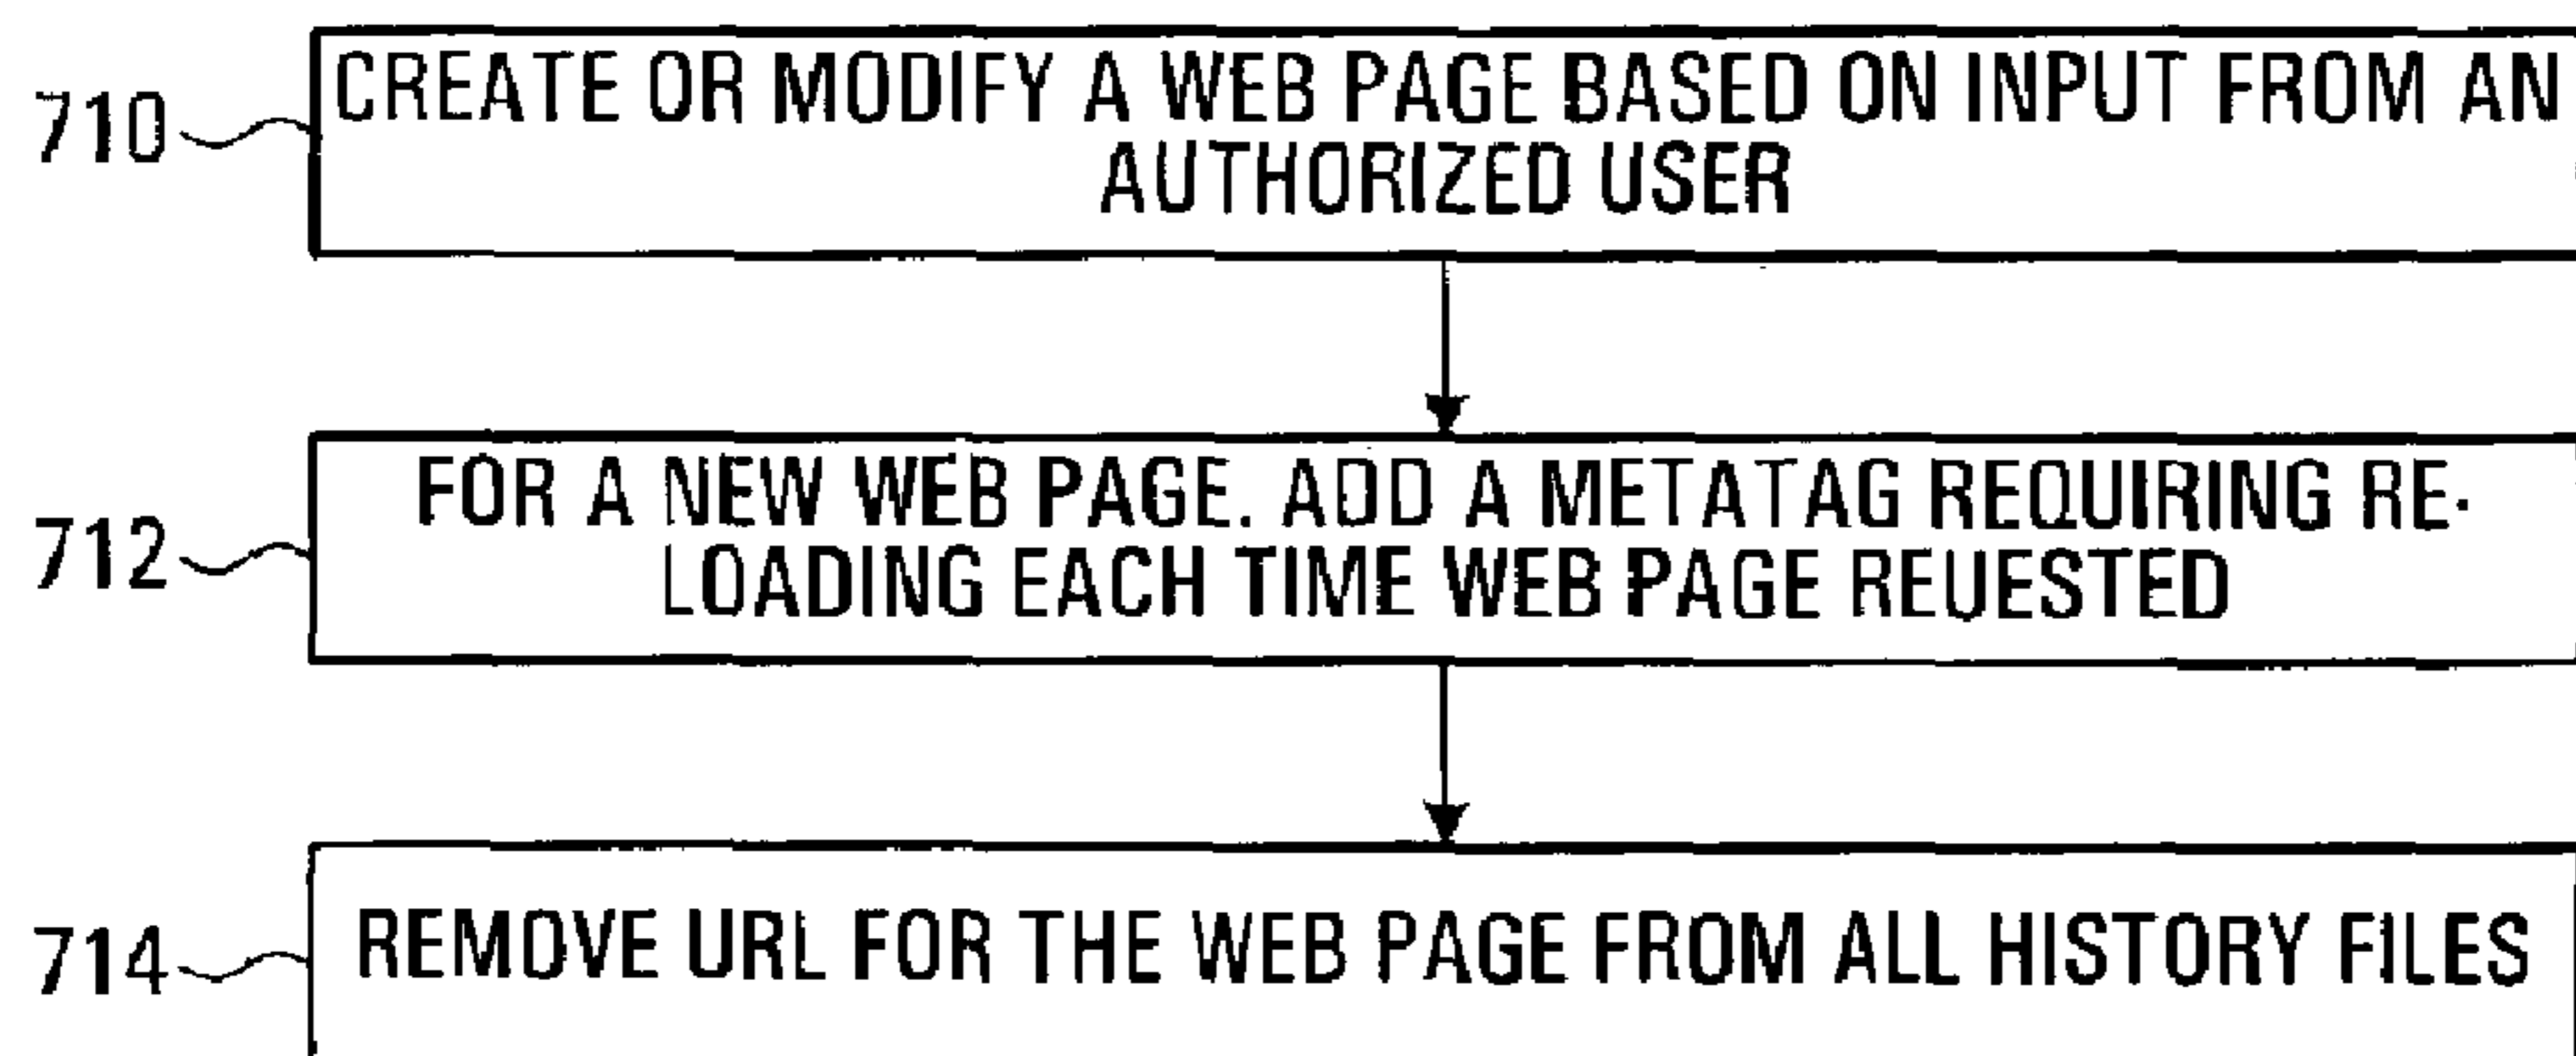 710
CREATE OR MODIFY A WEB PAGE BASED ON INPUT FROM AN
AUTHORIZED USER
712
FOR A NEW WEB PAGE. ADD A METATAG REQUIRING RE-
LOADING EACH TIME WEB PAGE REUESTED
714
REMOVE URL FOR THE WEB PAGE FROM ALL HISTORY FILES